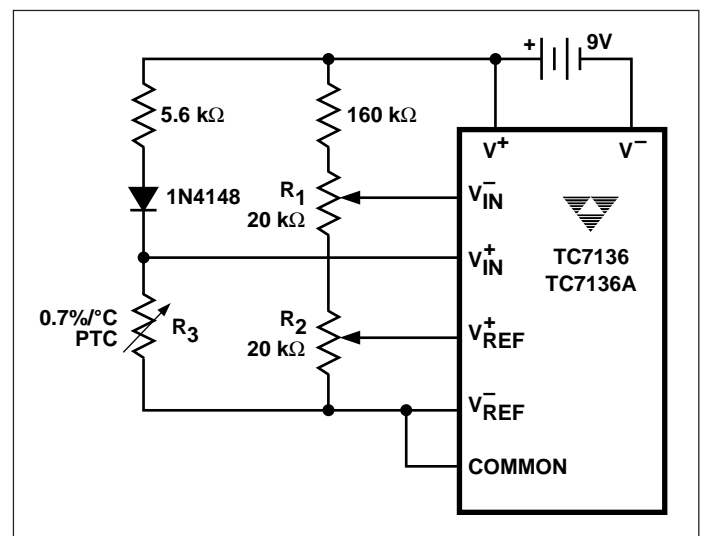 + 9V
5.6 kΩ
160 kΩ
V+ V−
1N4148
R1
20 kΩ
V−IN
V+IN
TC7136
TC7136A
0.7%/°C
PTC
R3
R2
20 kΩ
V+REF
V−REF
COMMON